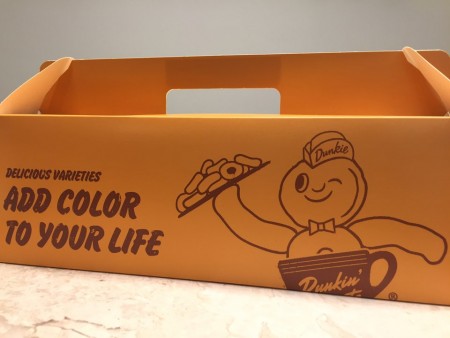 DELICIOUS VARIETIES
ADD COLOR
TO YOUR LIFE
Dunkie
Dunkin'
®